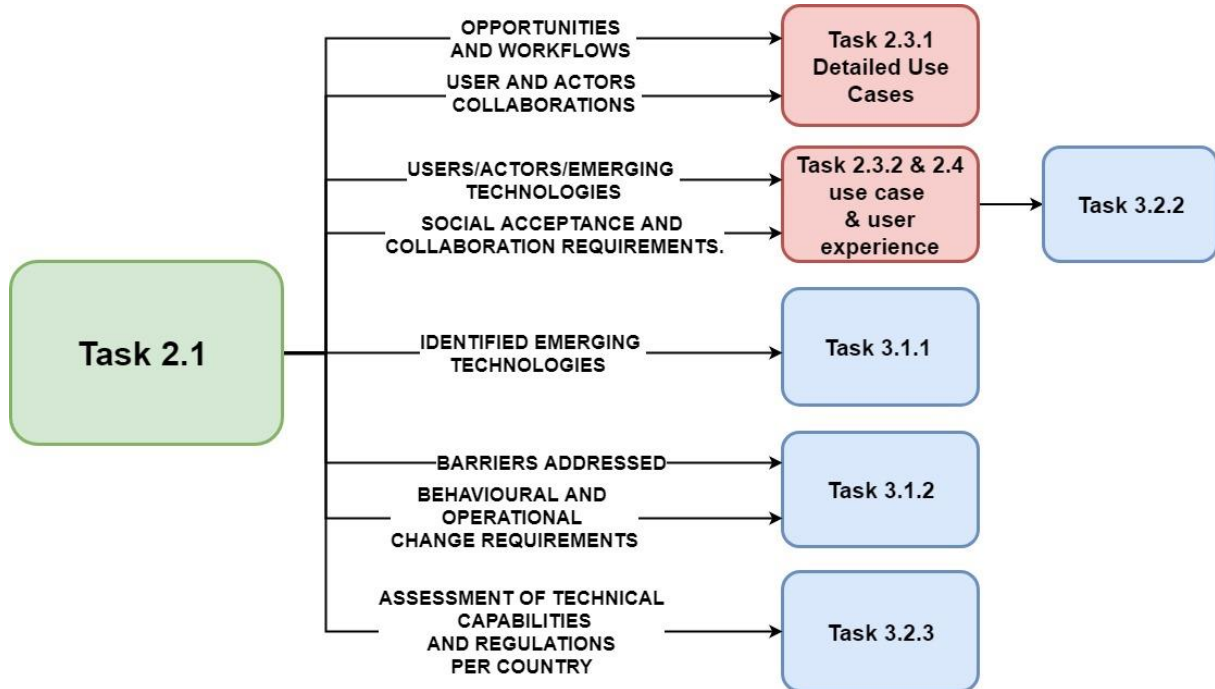 OPPORTUNITIES
AND WORKFLOWS
USER AND ACTORS
COLLABORATIONS
Task 2.3.1
Detailed Use
Cases
USERS/ACTORS/EMERGING
TECHNOLOGIES
SOCIAL ACCEPTANCE AND
COLLABORATION REQUIREMENTS.
Task 2.3.2 & 2.4
use case
& user
experience
Task 3.2.2
Task 2.1
IDENTIFIED EMERGING
TECHNOLOGIES
Task 3.1.1
BARRIERS ADDRESSED
BEHAVIOURAL AND
OPERATIONAL
CHANGE REQUIREMENTS
Task 3.1.2
ASSESSMENT OF TECHNICAL
CAPABILITIES
AND REGULATIONS
PER COUNTRY
Task 3.2.3